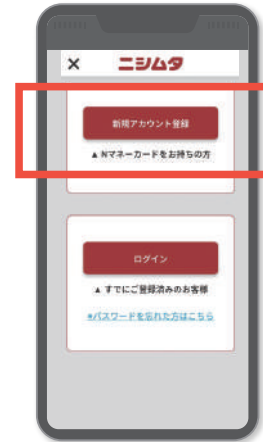 × ニシムタ
新規アカウント登録
▲ Nマネーカードをお持ちの方
ログイン
▲ すでにご登録済みのお客様
*パスワードを忘れた方はこちら